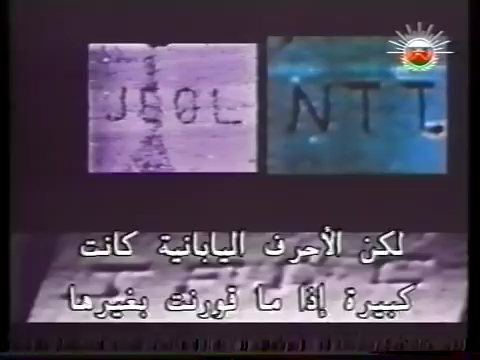 JEOL
NTT
لكن الأحرف اليابانية كانت
كبيرة إذا ما قورنت بغيرها